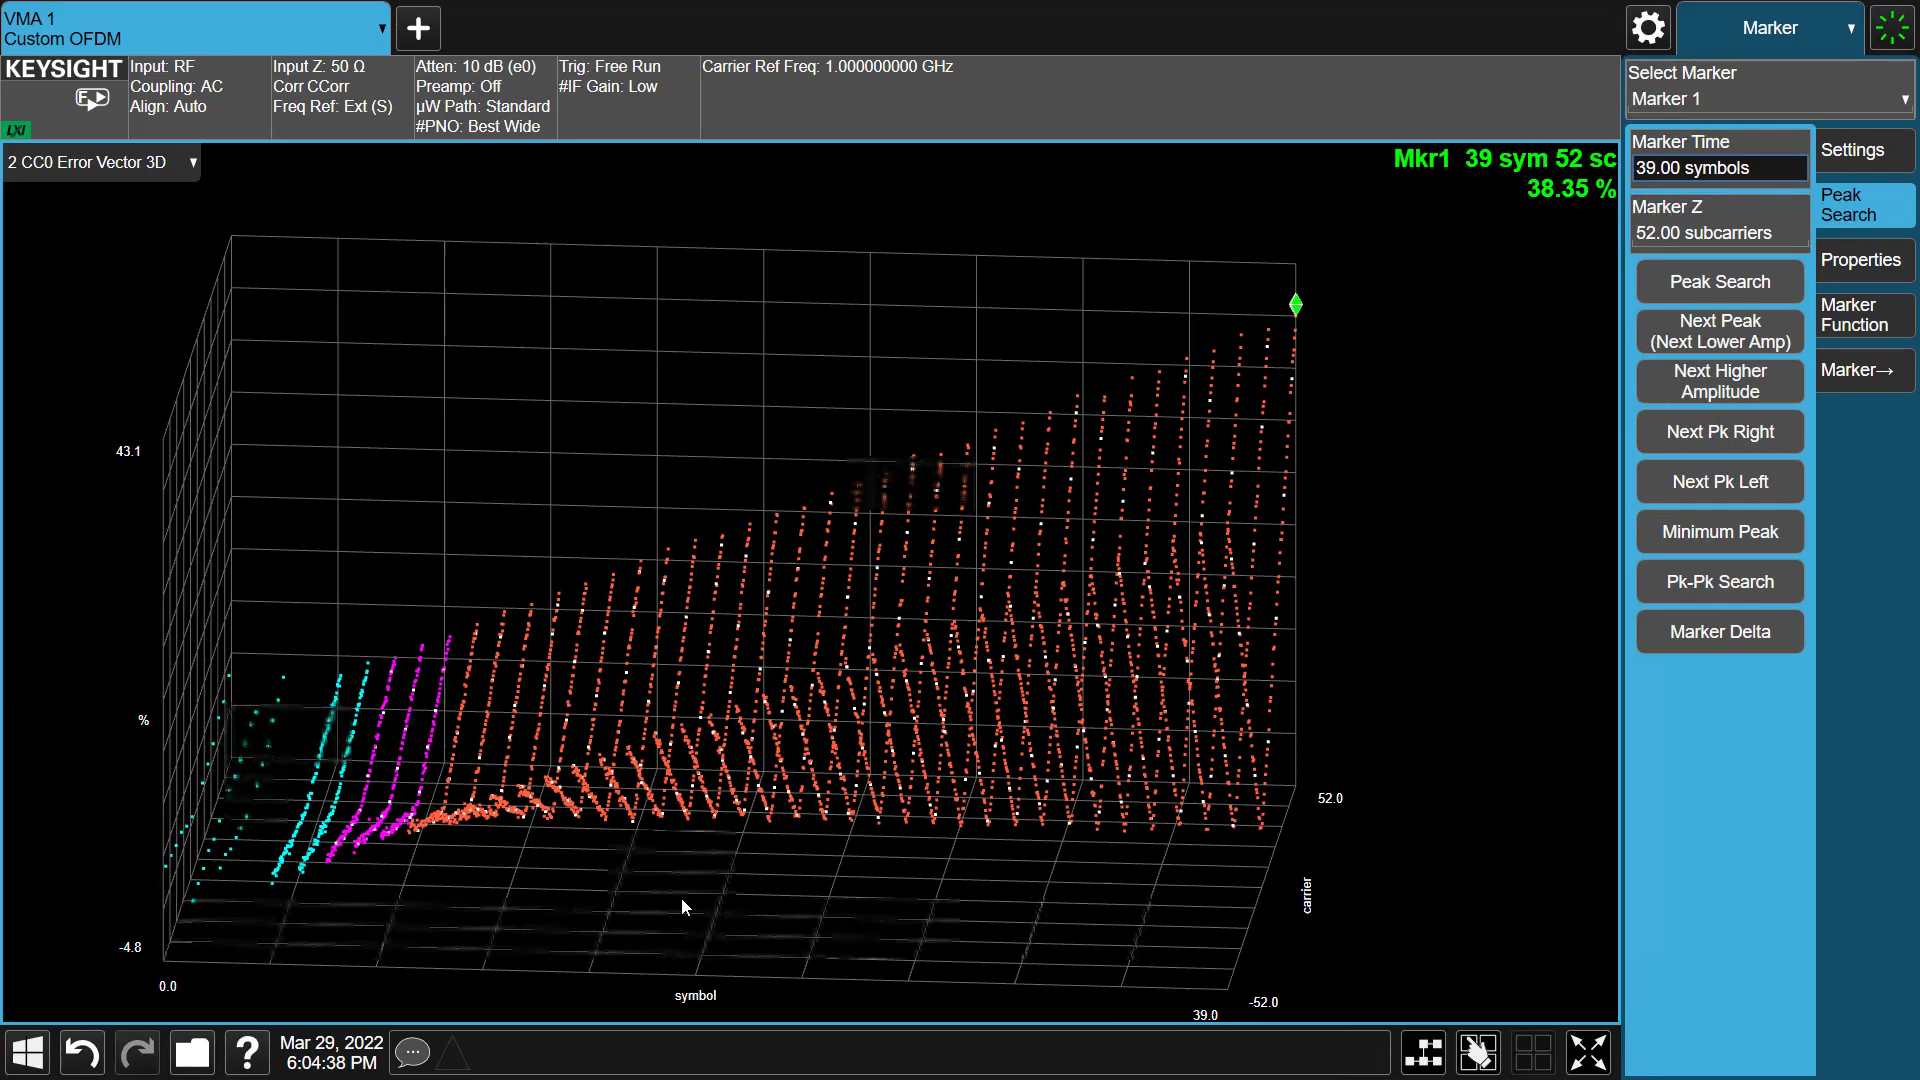 VMA 1
Custom OFDM
Marker
KEYSIGHT
LXI
Input: RF
Coupling: AC
Align: Auto
Input Z: 50 Ω
Corr CCorr
Freq Ref: Ext (S)
Atten: 10 dB (e0)
Preamp: Off
µW Path: Standard
#PNO: Best Wide
Trig: Free Run
#IF Gain: Low
Carrier Ref Freq: 1.000000000 GHz
Select Marker
Marker 1
2 CC0 Error Vector 3D
Mkr1 39 sym 52 sc
38.35 %
43.1
%
-4.8
0.0
symbol
39.0
-52.0
carrier
52.0
Marker Time
39.00 symbols
Marker Z
52.00 subcarriers
Peak Search
Next Peak
(Next Lower Amp)
Next Higher
Amplitude
Next Pk Right
Next Pk Left
Minimum Peak
Pk-Pk Search
Marker Delta
Settings
Peak
Search
Properties
Marker
Function
Marker→
Mar 29, 2022
6:04:38 PM